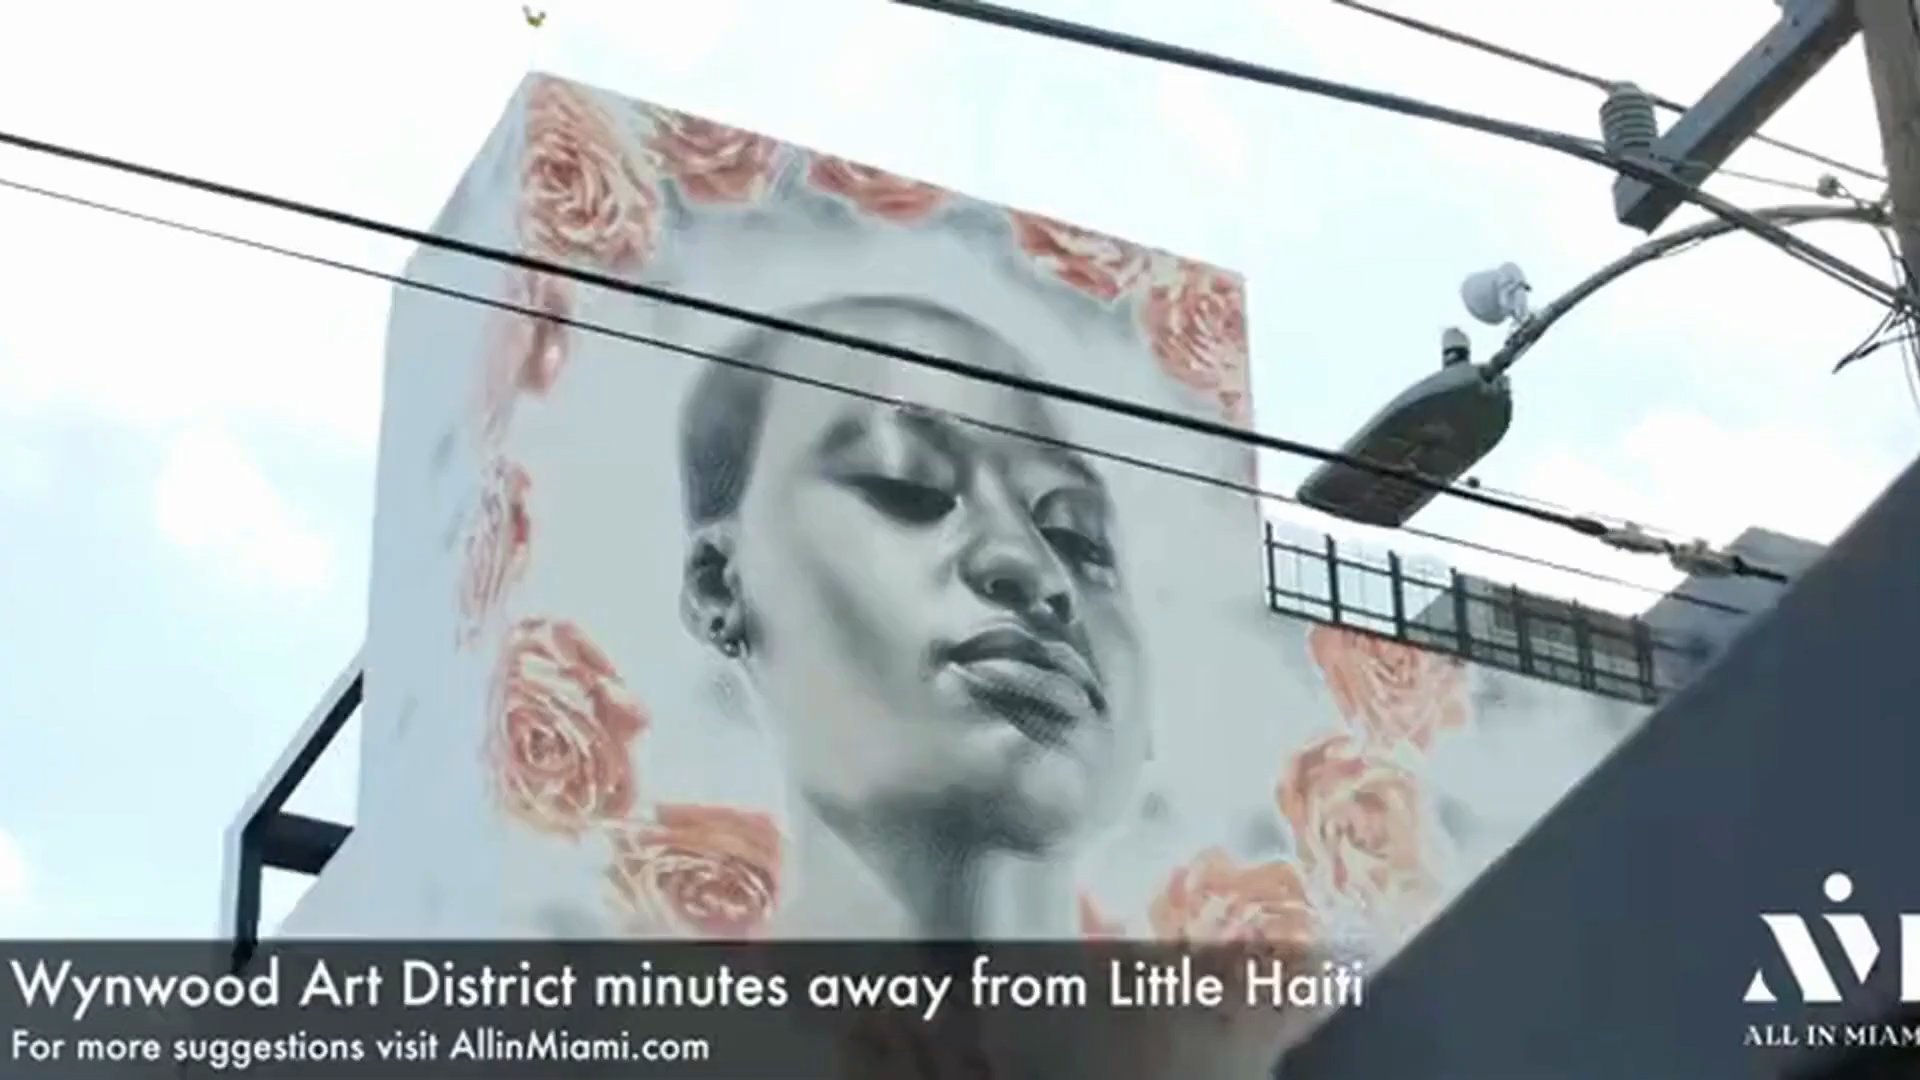 Wynwood Art District minutes away from Little Haiti
For more suggestions visit AllinMiami.com
ALL IN MIAM